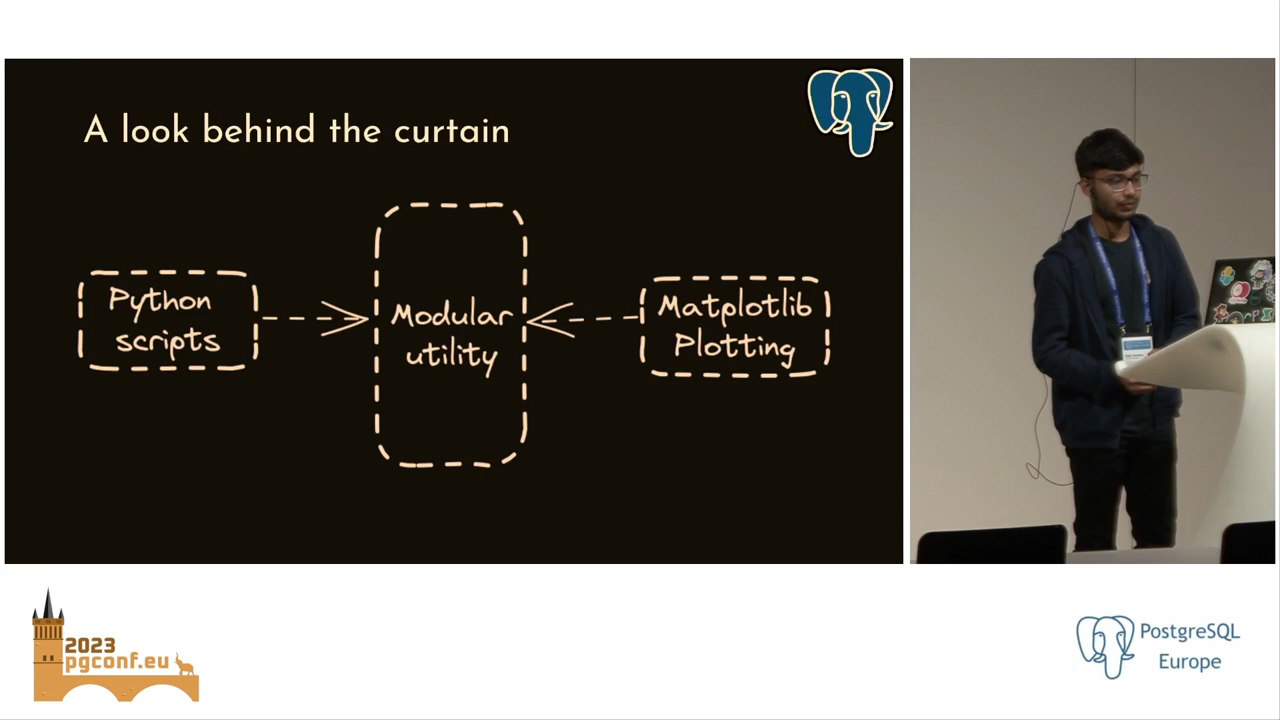 A look behind the curtain
Python
scripts
Modular
utility
Matplotlib
Plotting
2023
pgconf.eu
PostgreSQL
Europe